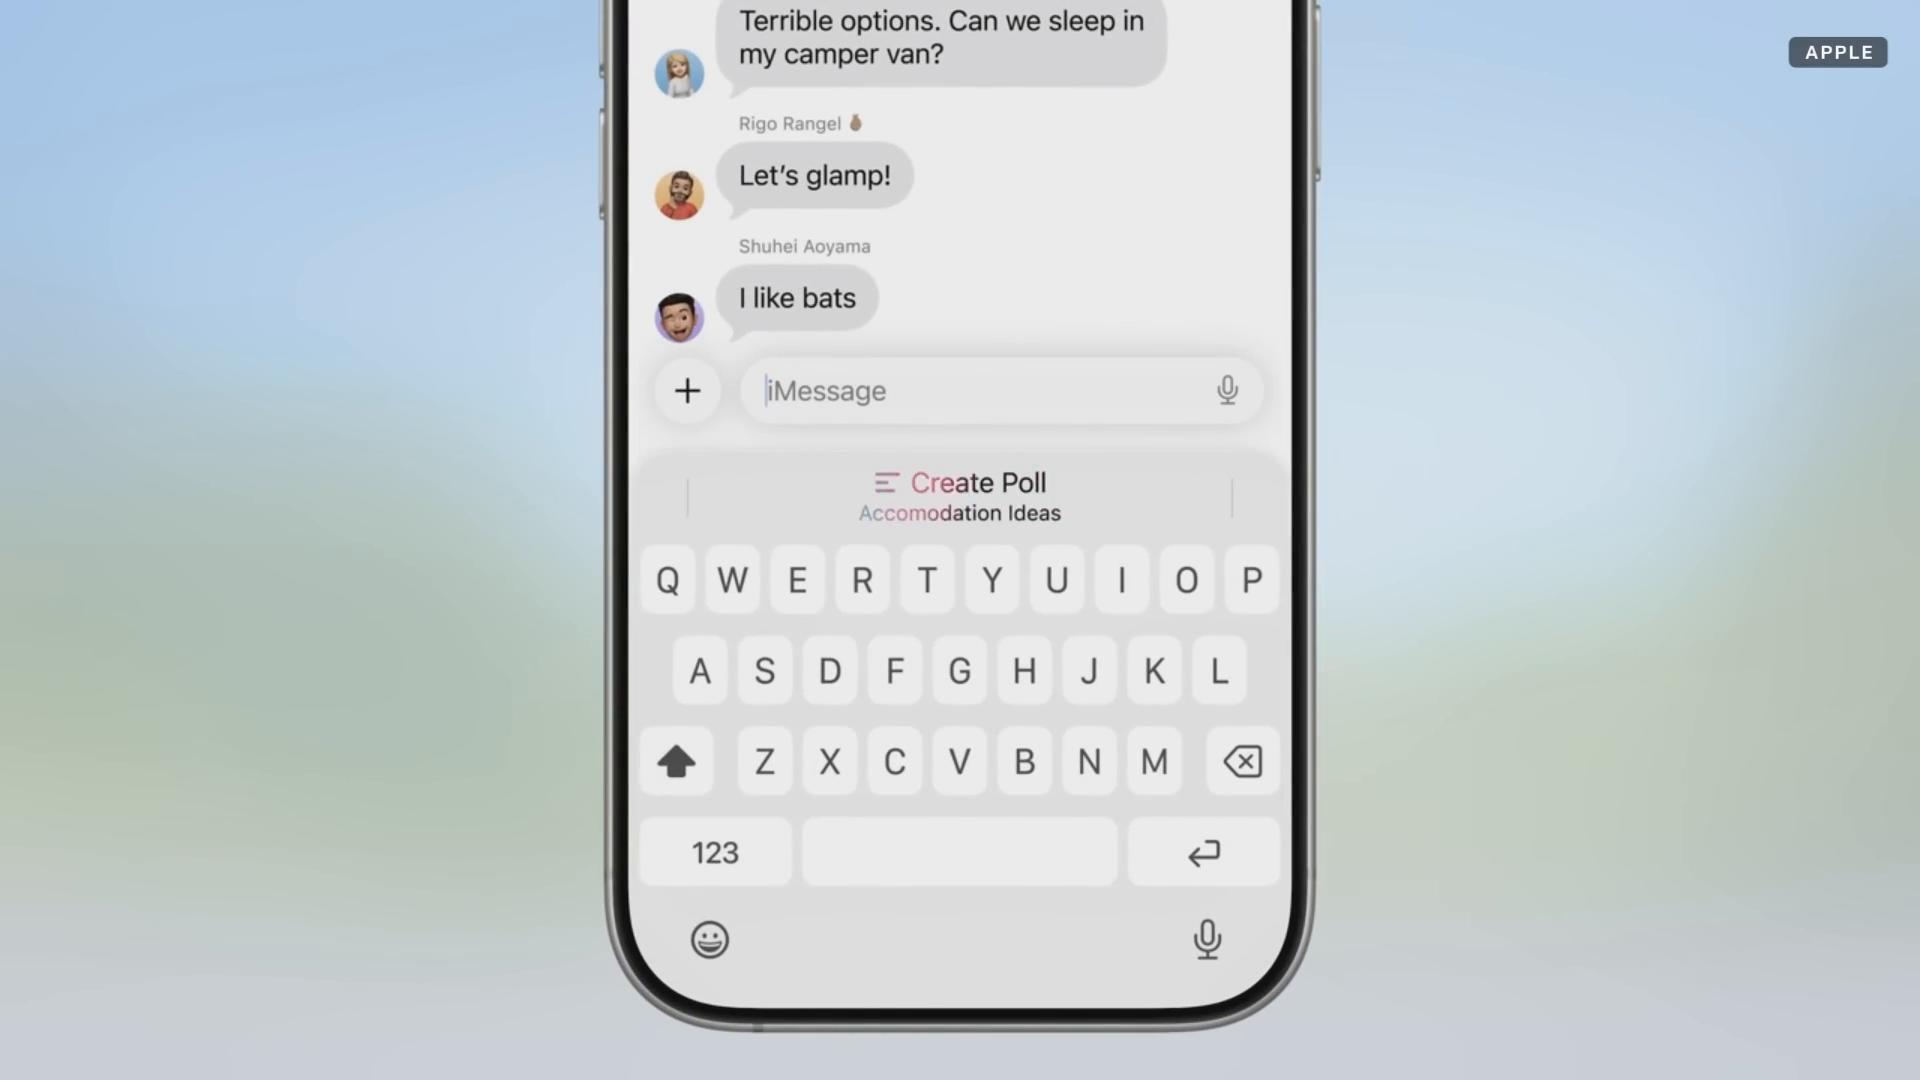 APPLE
Terrible options. Can we sleep in
my camper van?
Rigo Rangel
Let’s glamp!
Shuhei Aoyama
I like bats
iMessage
Create Poll
Accomodation Ideas
Q W E R T Y U I O P
A S D F G H J K L
Z X C V B N M
123